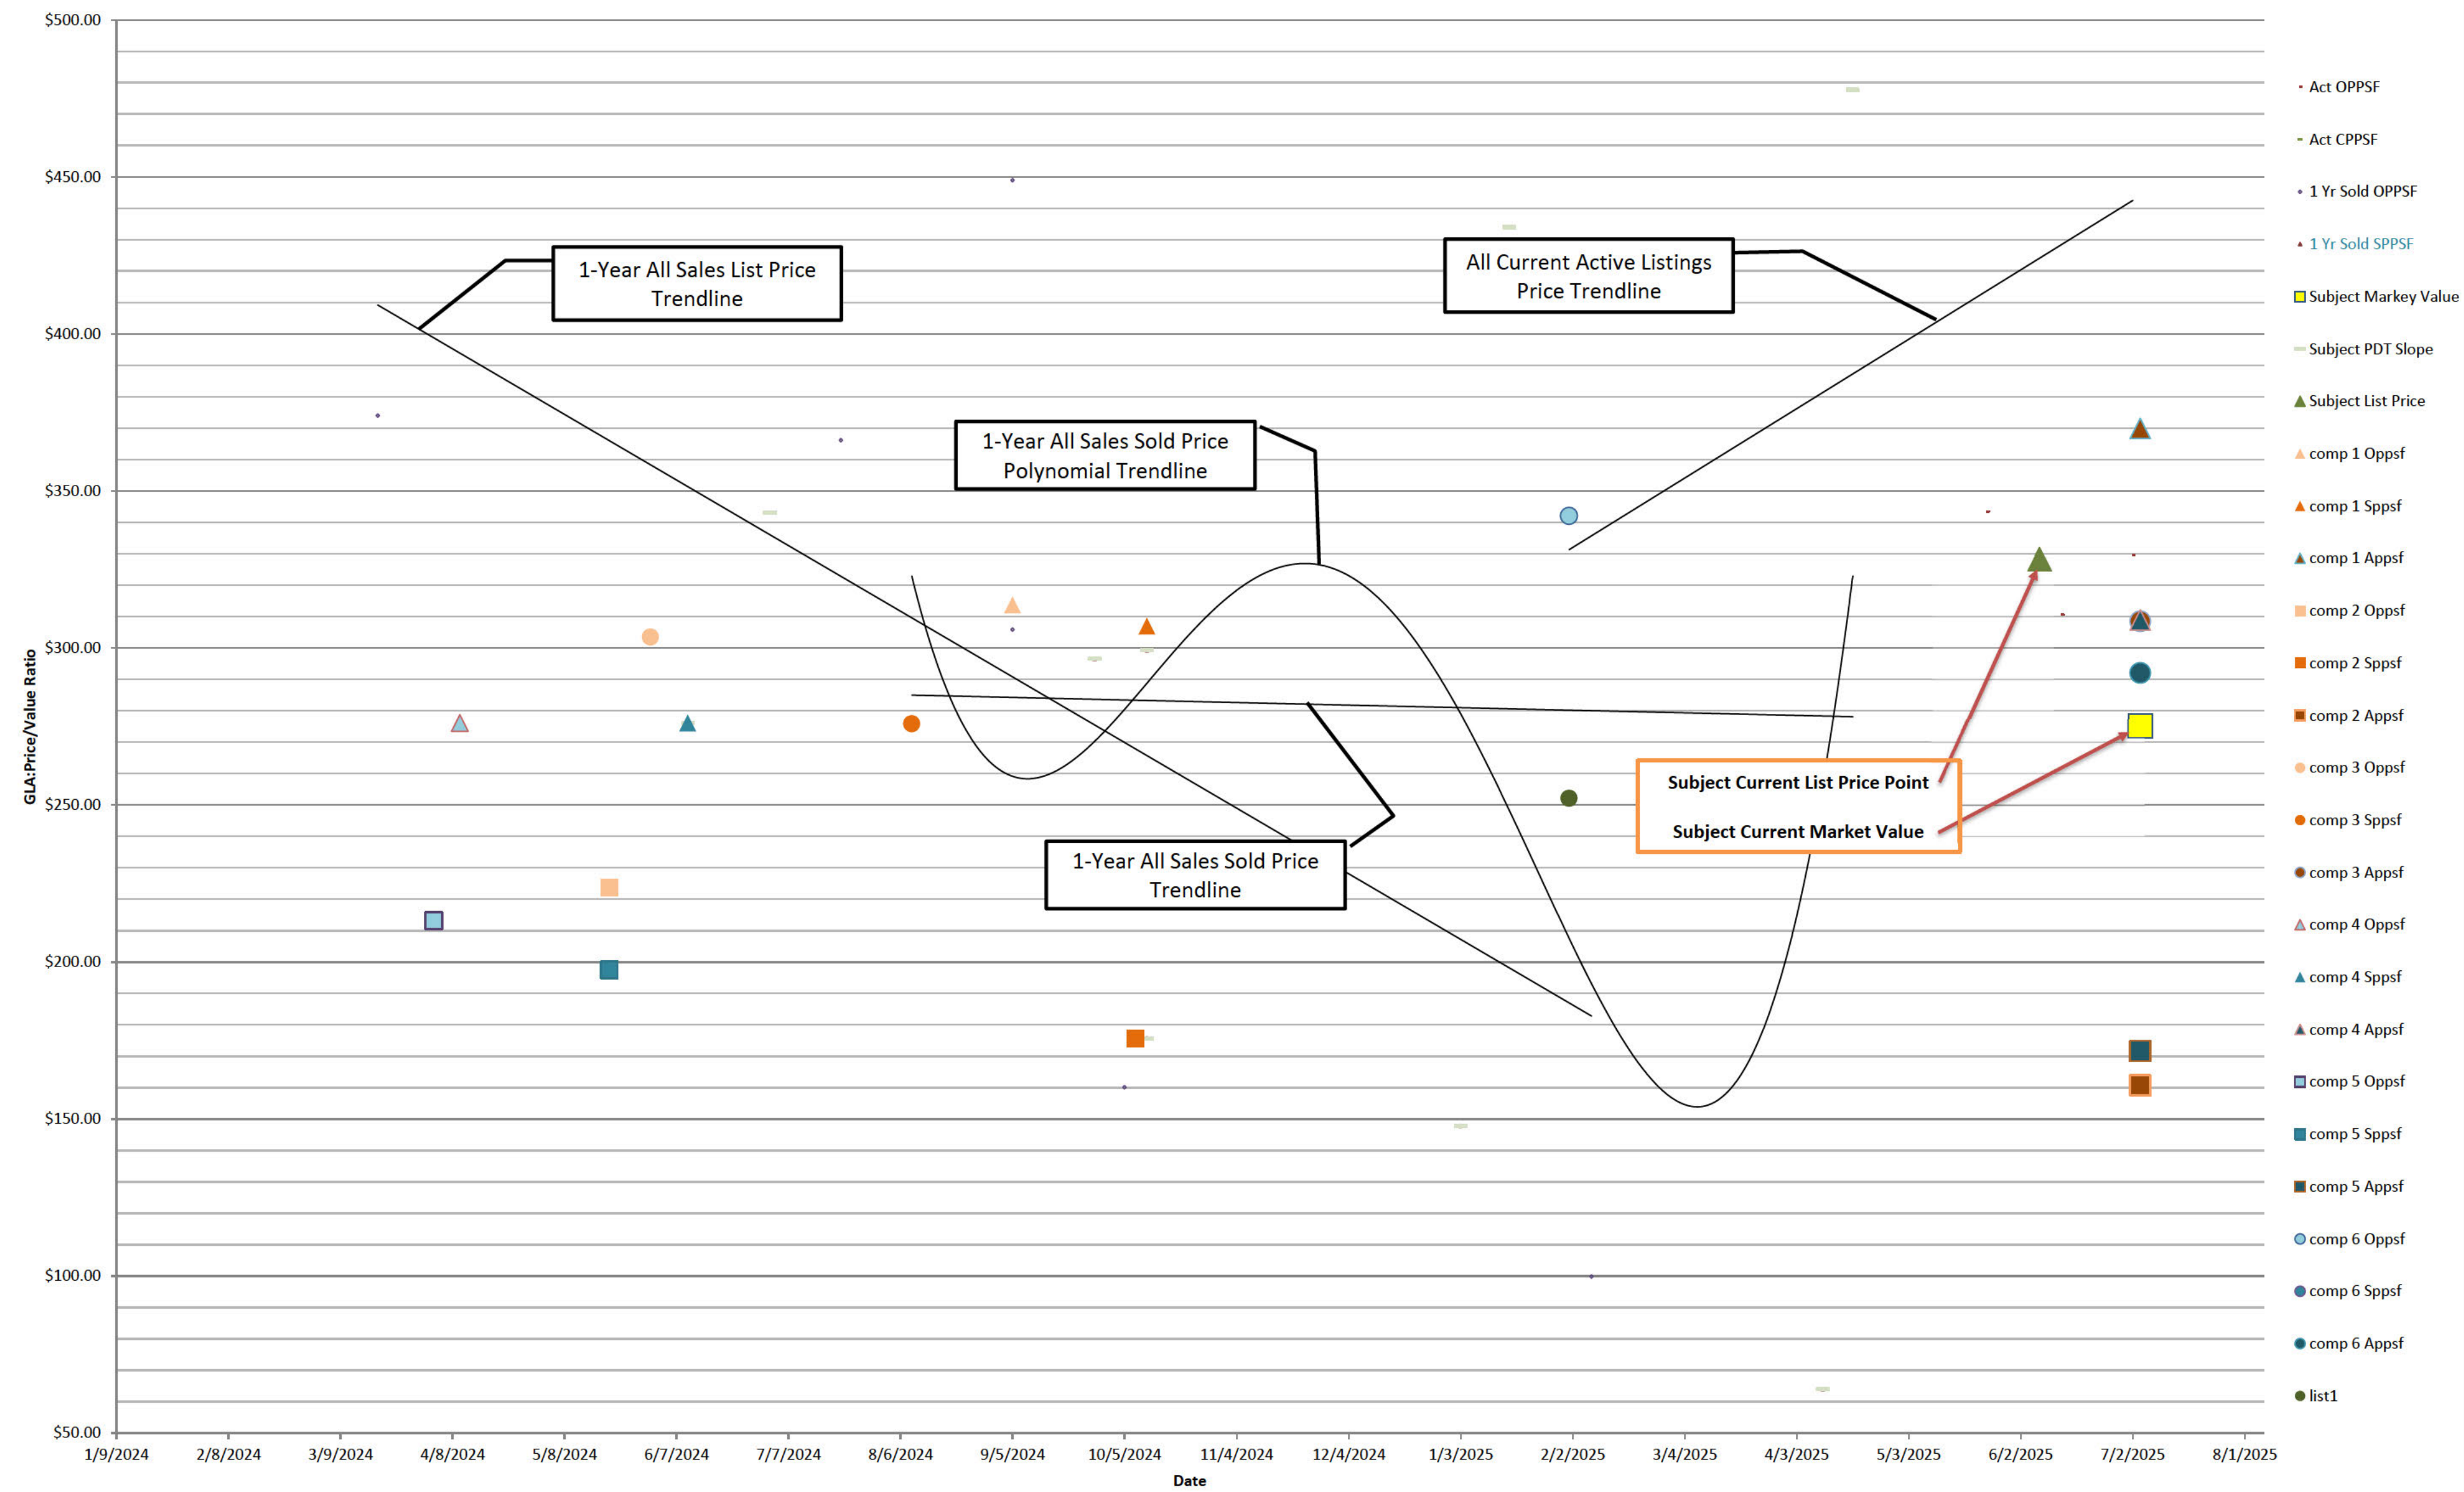 $500.00
$450.00
$400.00
$350.00
$300.00
$250.00
$200.00
$150.00
$100.00
$50.00
GLA:Price/Value Ratio
1-Year All Sales List Price
Trendline
All Current Active Listings
Price Trendline
1-Year All Sales Sold Price
Polynomial Trendline
Subject Current List Price Point
Subject Current Market Value
1-Year All Sales Sold Price
Trendline
1/9/2024 2/8/2024 3/9/2024 4/8/2024 5/8/2024 6/7/2024 7/7/2024 8/6/2024 9/5/2024 10/5/2024 11/4/2024 12/4/2024 1/3/2025 2/2/2025 3/4/2025 4/3/2025 5/3/2025 6/2/2025 7/2/2025 8/1/2025
Date
Act OPPSF
Act CPPSF
1 Yr Sold OPPSF
1 Yr Sold SPPSF
Subject Markey Value
Subject PDT Slope
Subject List Price
comp 1 Oppsf
comp 1 Sppsf
comp 1 Appsf
comp 2 Oppsf
comp 2 Sppsf
comp 2 Appsf
comp 3 Oppsf
comp 3 Sppsf
comp 3 Appsf
comp 4 Oppsf
comp 4 Sppsf
comp 4 Appsf
comp 5 Oppsf
comp 5 Sppsf
comp 5 Appsf
comp 6 Oppsf
comp 6 Sppsf
comp 6 Appsf
list1